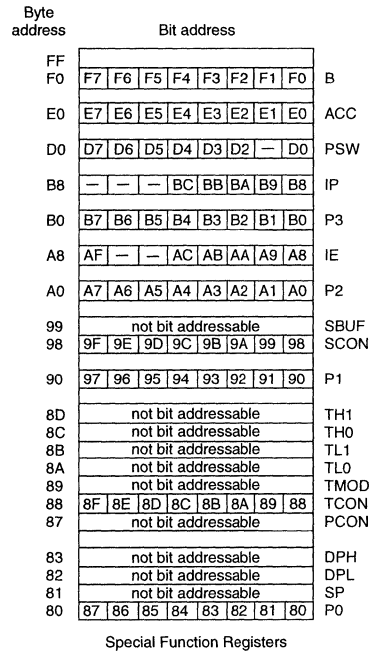 Byte address Bit address
FF
F0 F7 F6 F5 F4 F3 F2 F1 F0 B
E0 E7 E6 E5 E4 E3 E2 E1 E0 ACC
D0 D7 D6 D5 D4 D3 D2 — D0 PSW
B8 — — — BC BB BA B9 B8 IP
B0 B7 B6 B5 B4 B3 B2 B1 B0 P3
A8 AF — — AC AB AA A9 A8 IE
A0 A7 A6 A5 A4 A3 A2 A1 A0 P2
99 not bit addressable SBUF
98 9F 9E 9D 9C 9B 9A 99 98 SCON
90 97 96 95 94 93 92 91 90 P1
8D not bit addressable TH1
8C not bit addressable TH0
8B not bit addressable TL1
8A not bit addressable TL0
89 not bit addressable TMOD
88 8F 8E 8D 8C 8B 8A 89 88 TCON
87 not bit addressable PCON
83 not bit addressable DPH
82 not bit addressable DPL
81 not bit addressable SP
80 87 86 85 84 83 82 81 80 P0
Special Function Registers